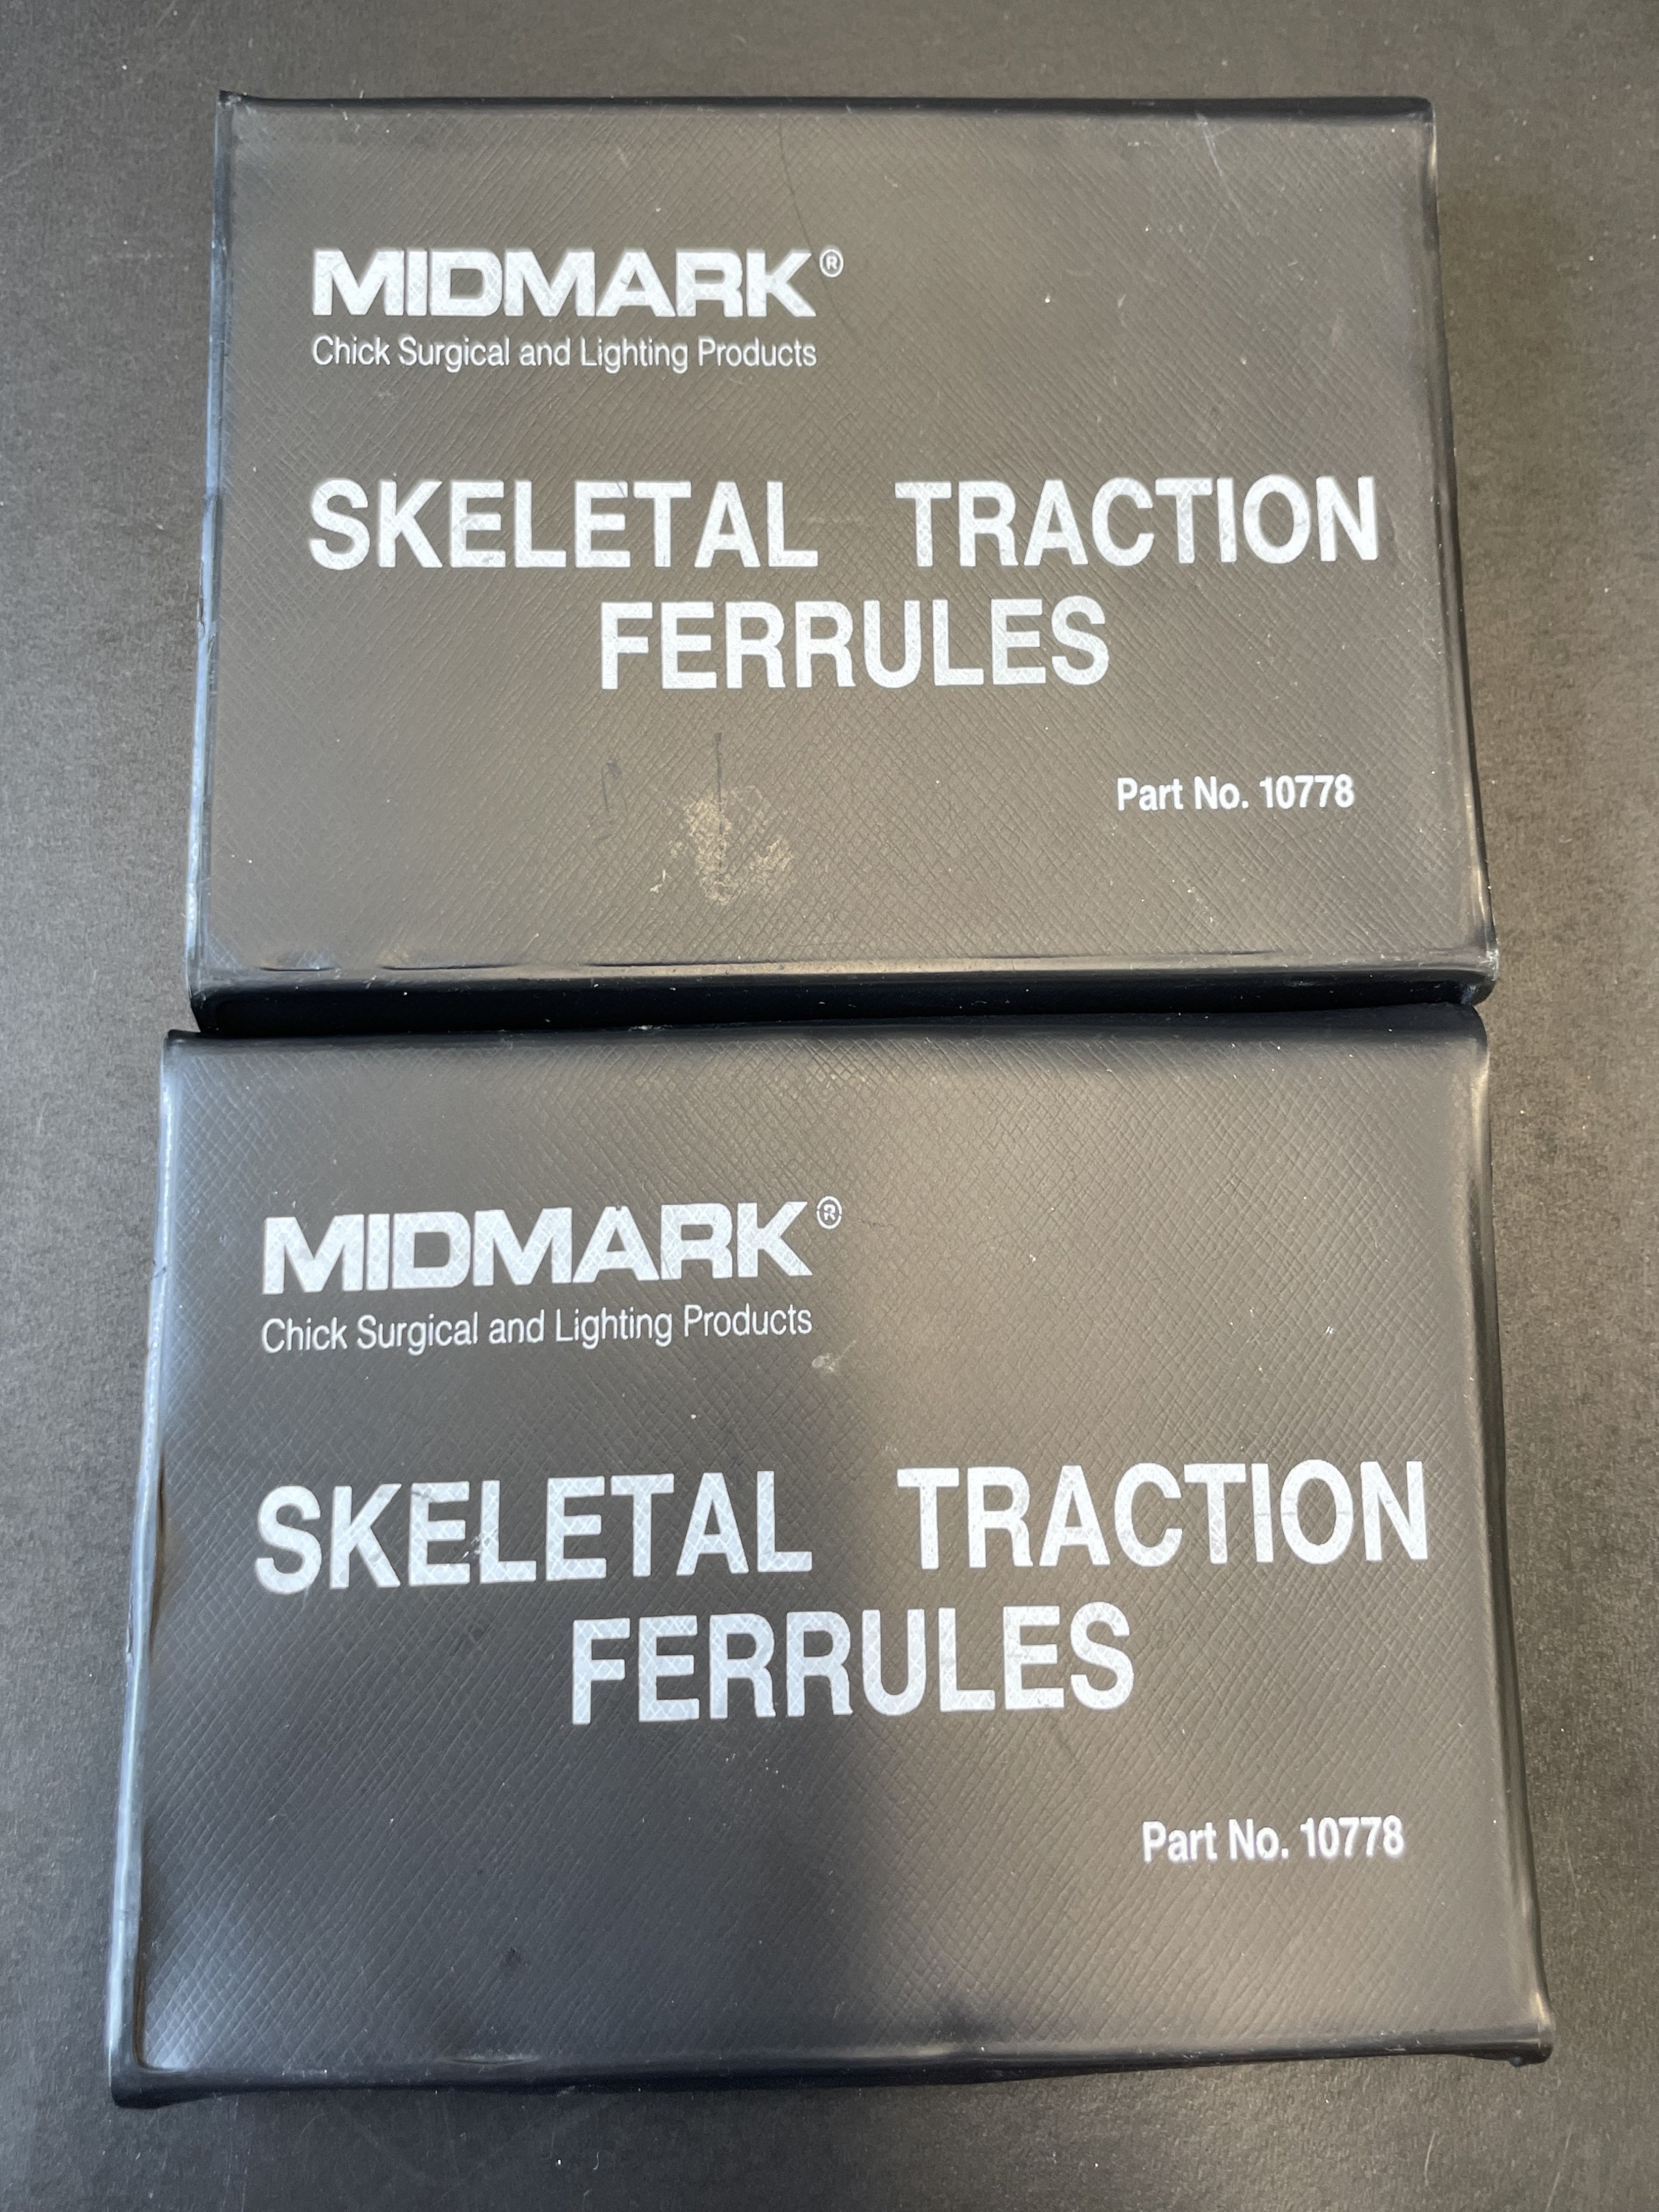 MIDMARK®
Chick Surgical and Lighting Products
SKELETAL TRACTION
FERRULES
Part No. 10778
MIDMARK®
Chick Surgical and Lighting Products
SKELETAL TRACTION
FERRULES
Part No. 10778